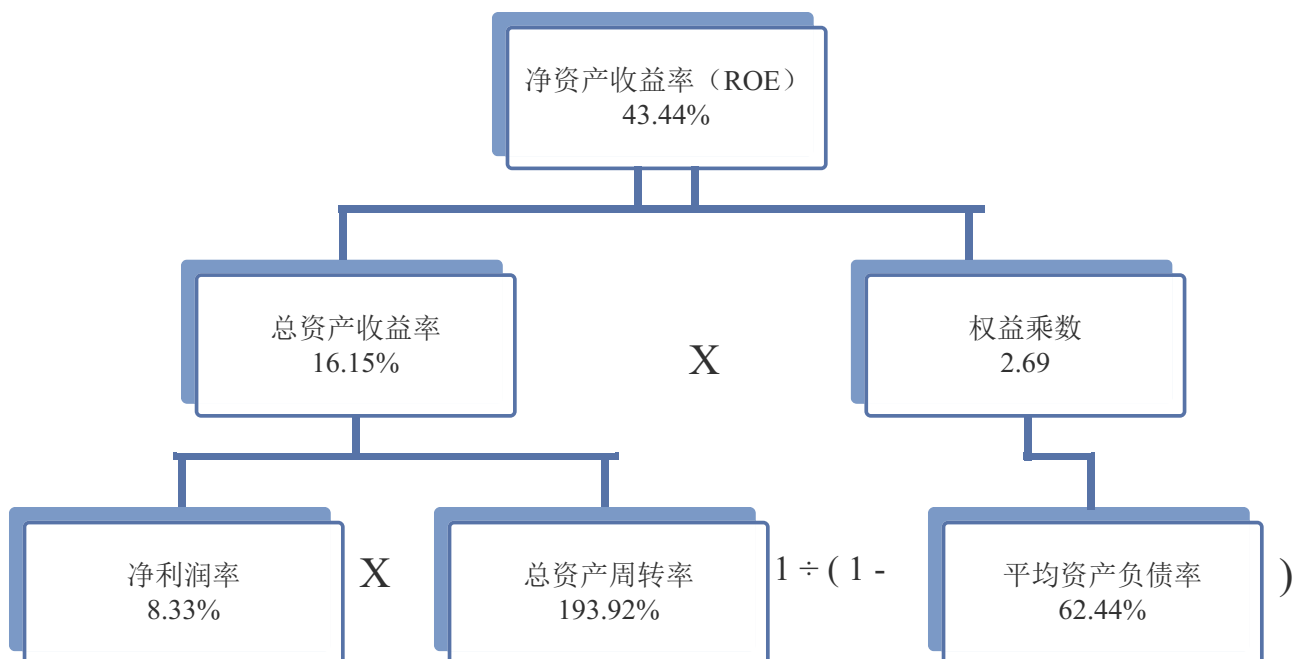 净资产收益率（ROE）
43.44%
总资产收益率
16.15%
X
权益乘数
2.69
净利润率
8.33%
X
总资产周转率
193.92%
1 ÷ ( 1 -
平均资产负债率
62.44%
)